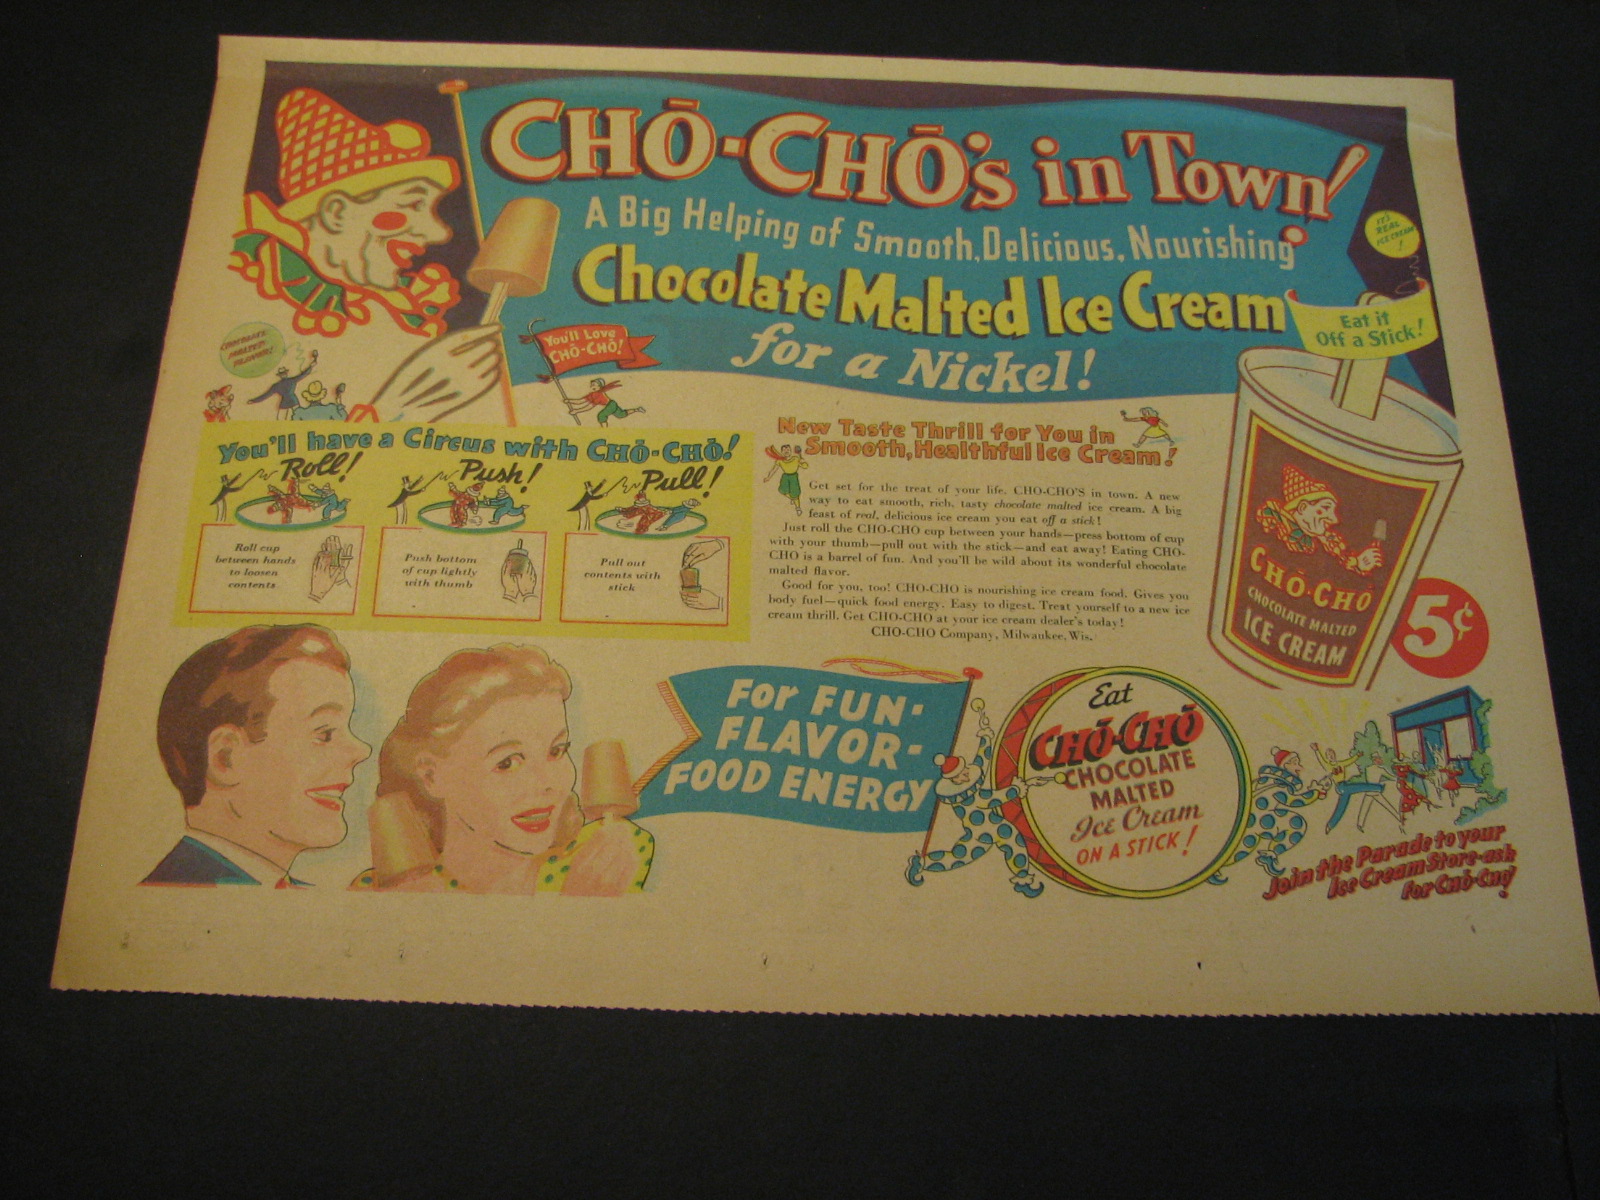 CHŌ-CHŌ's in Town!
A Big Helping of Smooth, Delicious, Nourishing
Chocolate Malted Ice Cream
for a Nickel!
IT'S
REAL
ICE CREAM
!
Eat it
Off a Stick!
CHOCOLATE
MALTED
FLAVOR!
You'll Love
CHŌ-CHŌ!
You'll have a Circus with CHŌ-CHŌ!
Roll!
Roll cup
between hands
to loosen
contents
Push!
Push bottom
of cup lightly
with thumb
Pull!
Pull out
contents with
stick
New Taste Thrill for You in
Smooth, Healthful Ice Cream!
Get set for the treat of your life. CHO-CHO'S in town. A new
way to eat smooth, rich, tasty chocolate malted ice cream. A big
feast of real, delicious ice cream you eat off a stick!
Just roll the CHO-CHO cup between your hands—press bottom of cup
with your thumb—pull out with the stick—and eat away! Eating CHO-
CHO is a barrel of fun. And you'll be wild about its wonderful chocolate
malted flavor.
Good for you, too! CHO-CHO is nourishing ice cream food. Gives you
body fuel—quick food energy. Easy to digest. Treat yourself to a new ice
cream thrill. Get CHO-CHO at your ice cream dealer's today!
CHO-CHO Company, Milwaukee, Wis.
CHŌ-CHO
CHOCOLATE MALTED
ICE CREAM
5¢
For FUN-
FLAVOR-
FOOD ENERGY
Eat
CHŌ-CHŌ
CHOCOLATE
MALTED
Ice Cream
ON A STICK!
Join the Parade to your
Ice Cream Store-ask
for CHŌ-CHŌ!